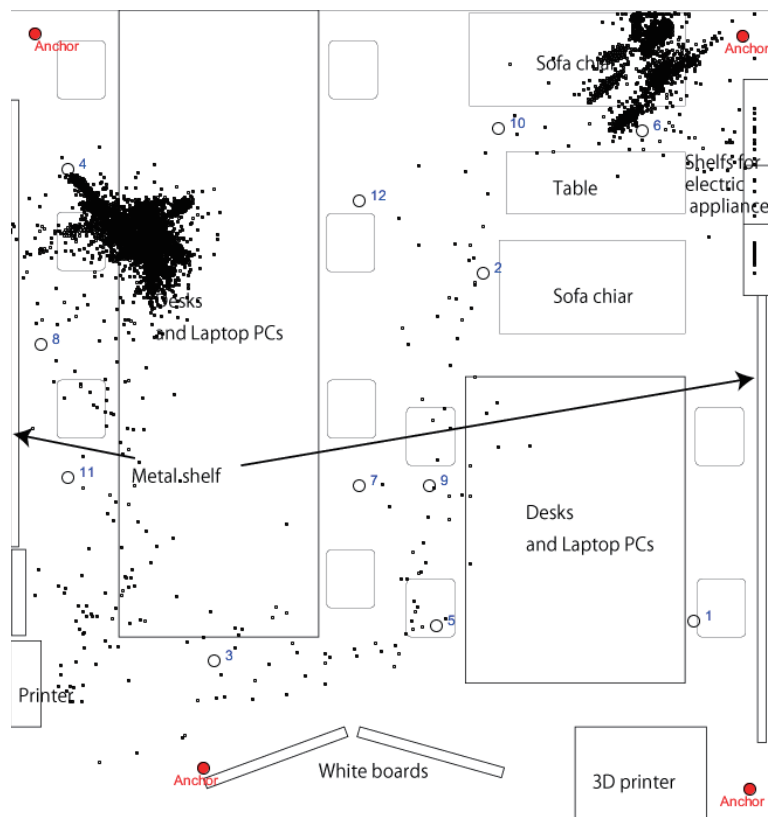 Anchor
Anchor
Sofa chiar
10
6
4
Shelfs for
electric
appliance
Table
12
2
Desks
and Laptop PCs
Sofa chiar
8
11
Metal shelf
7
9
Desks
and Laptop PCs
1
5
3
Printer
White boards
Anchor
3D printer
Anchor